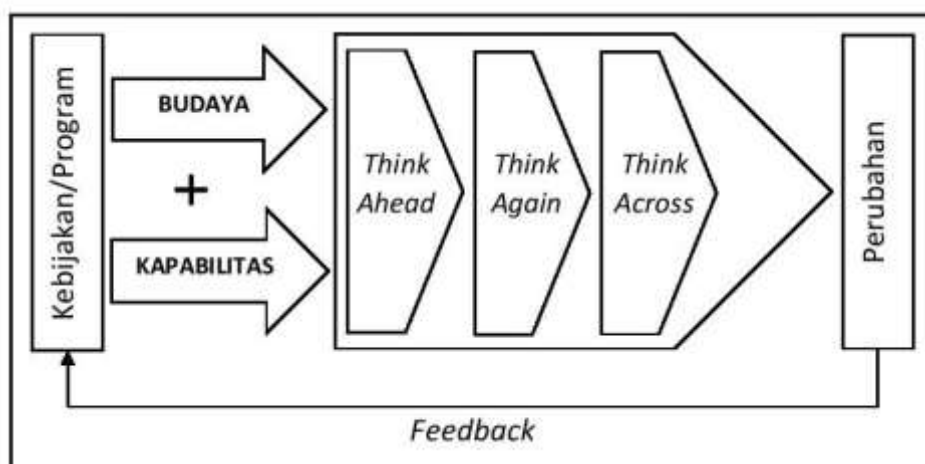 Kebijakan/Program
BUDAYA
+
KAPABILITAS
Think
Ahead
Think
Again
Think
Across
Perubahan
Feedback